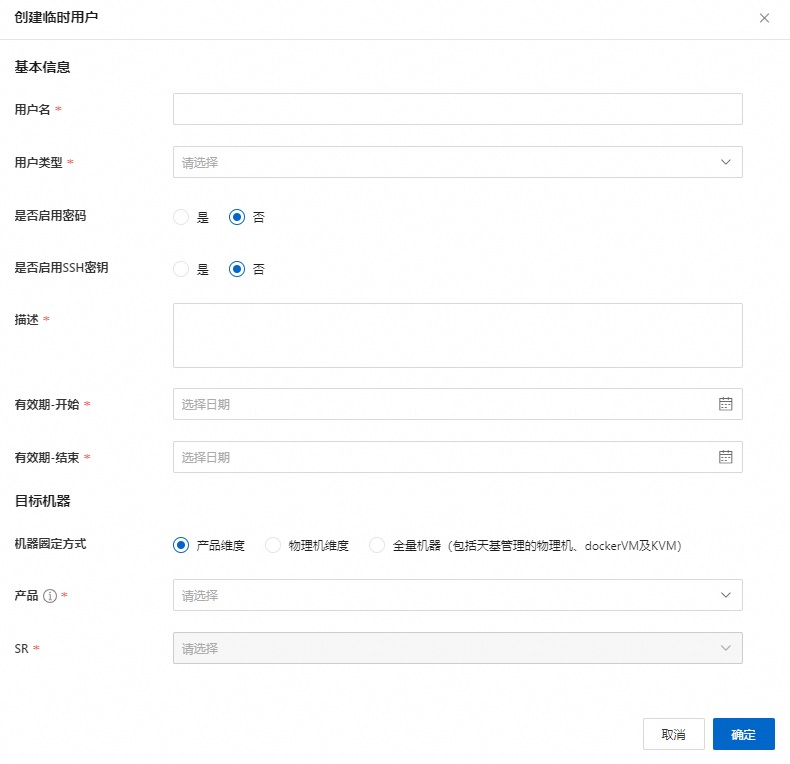 创建临时用户
基本信息
用户名 *
用户类型 * 请选择
是否启用密码 是 否
是否启用SSH密钥 是 否
描述 *
有效期-开始 * 选择日期
有效期-结束 * 选择日期
目标机器
机器圈定方式 产品维度 物理机维度 全量机器（包括天基管理的物理机、dockerVM及KVM）
产品 * 请选择
SR * 请选择
取消 确定